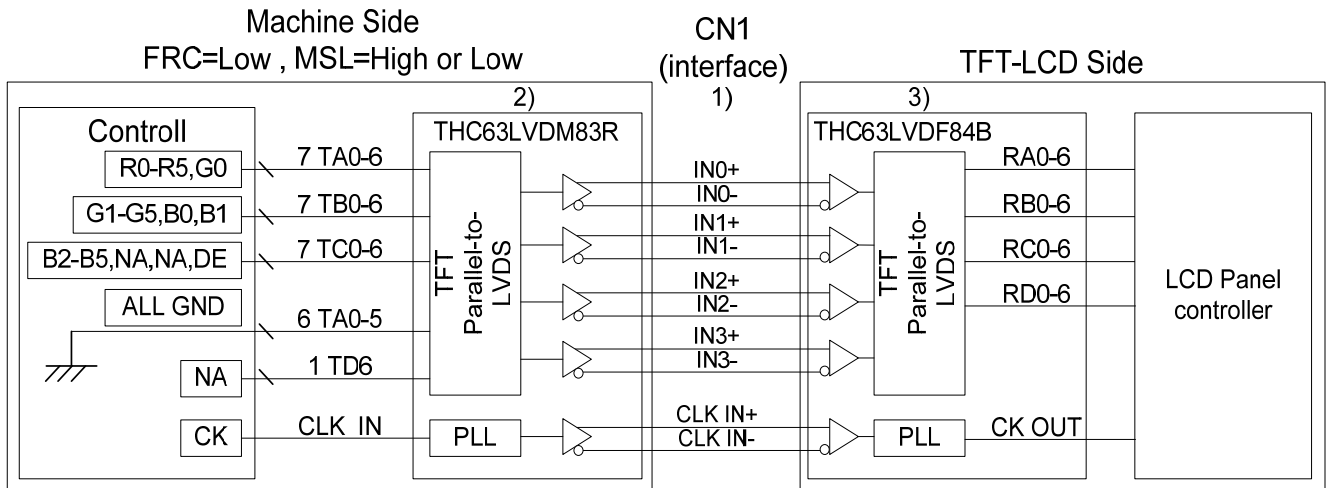 Machine Side
FRC=Low , MSL=High or Low
CN1
(interface)
1)
TFT-LCD Side
2)
3)
Controll
THC63LVDM83R
THC63LVDF84B
R0-R5,G0
7 TA0-6
G1-G5,B0,B1
7 TB0-6
B2-B5,NA,NA,DE
7 TC0-6
ALL GND
6 TA0-5
NA
1 TD6
CK
CLK IN
TFT
Parallel-to-
LVDS
PLL
IN0+
IN0-
IN1+
IN1-
IN2+
IN2-
IN3+
IN3-
CLK IN+
CLK IN-
TFT
Parallel-to-
LVDS
PLL
RA0-6
RB0-6
RC0-6
RD0-6
CK OUT
LCD Panel
controller